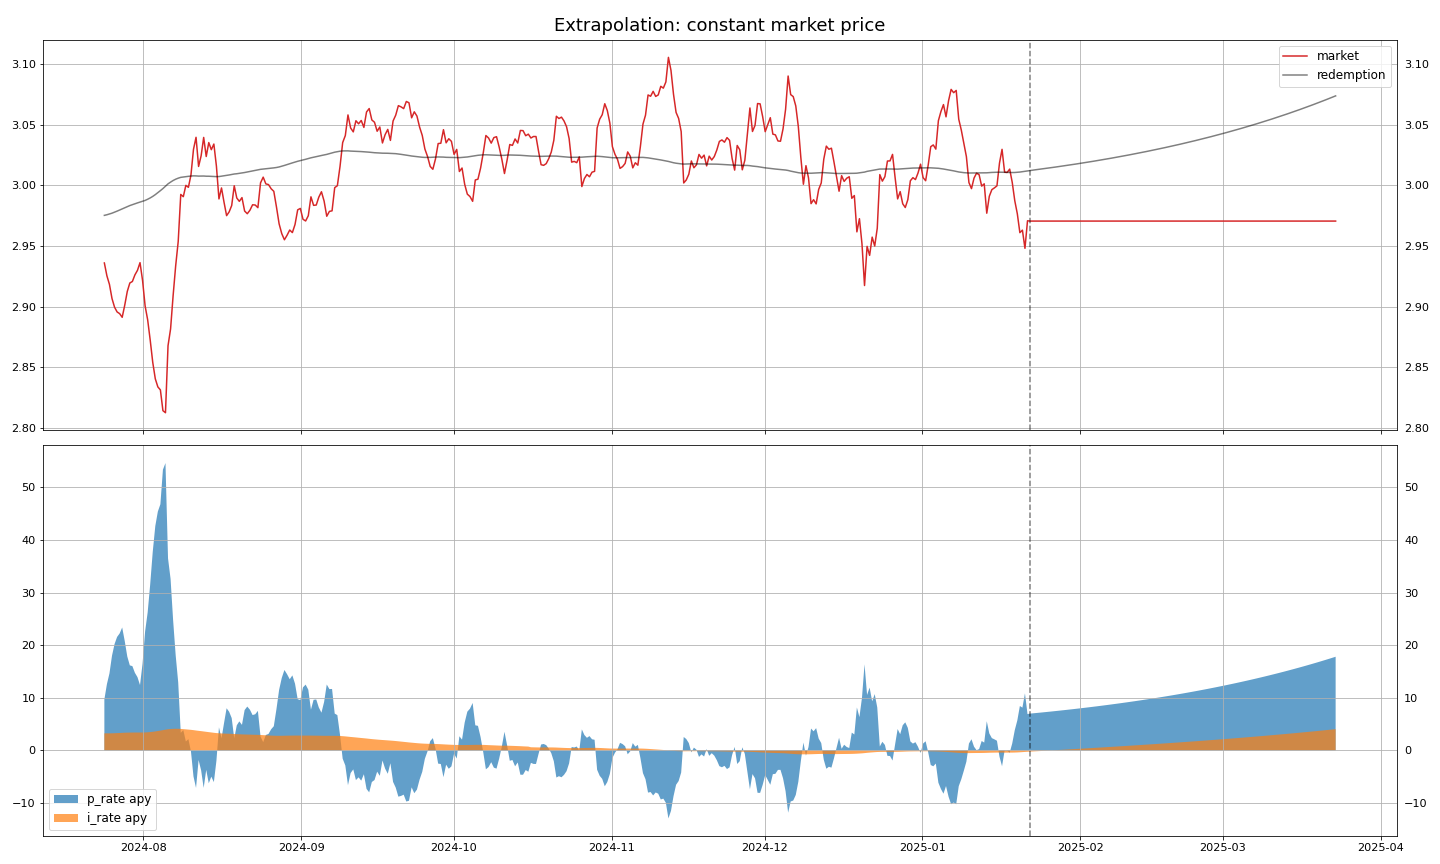 Extrapolation: constant market price
3.10 3.10
market
redemption
3.05 3.05
3.00 3.00
2.95 2.95
2.90 2.90
2.85 2.85
2.80 2.80
50 50
40 40
30 30
20 20
10 10
0 0
−10 −10
p_rate apy
i_rate apy
2024-08 2024-09 2024-10 2024-11 2024-12 2025-01 2025-02 2025-03 2025-04